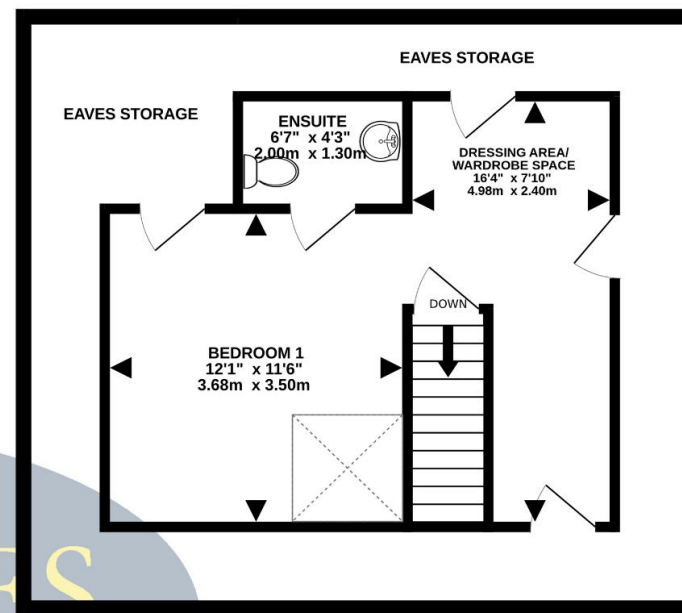 EAVES STORAGE
EAVES STORAGE
ENSUITE
6'7" x 4'3"
2.00m x 1.30m
DRESSING AREA/
WARDROBE SPACE
16'4" x 7'10"
4.98m x 2.40m
DOWN
BEDROOM 1
12'1" x 11'6"
3.68m x 3.50m
ES